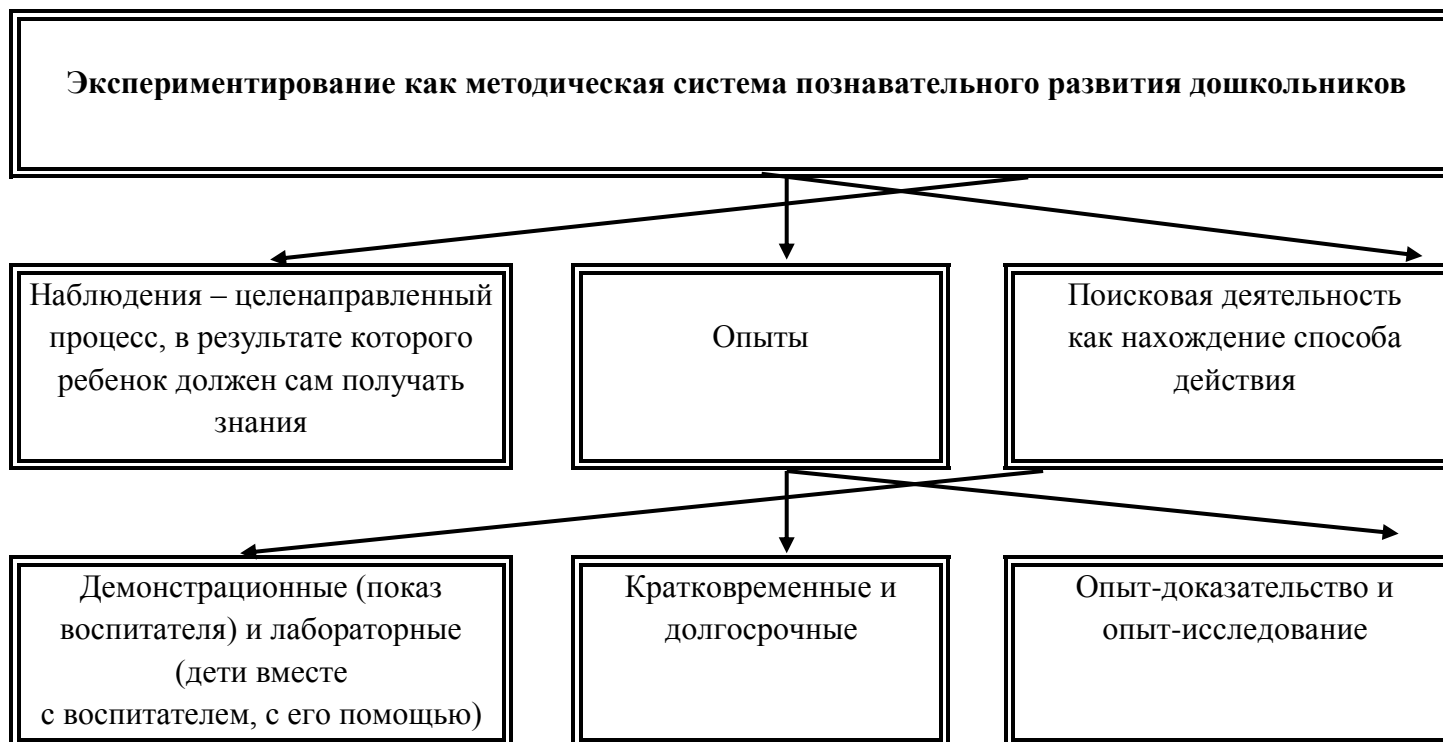 Экспериментирование как методическая система познавательного развития дошкольников
Наблюдения – целенаправленный
процесс, в результате которого
ребенок должен сам получать
знания
Опыты
Поисковая деятельность
как нахождение способа
действия
Демонстрационные (показ
воспитателя) и лабораторные
(дети вместе
с воспитателем, с его помощью)
Кратковременные и
долгосрочные
Опыт-доказательство и
опыт-исследование